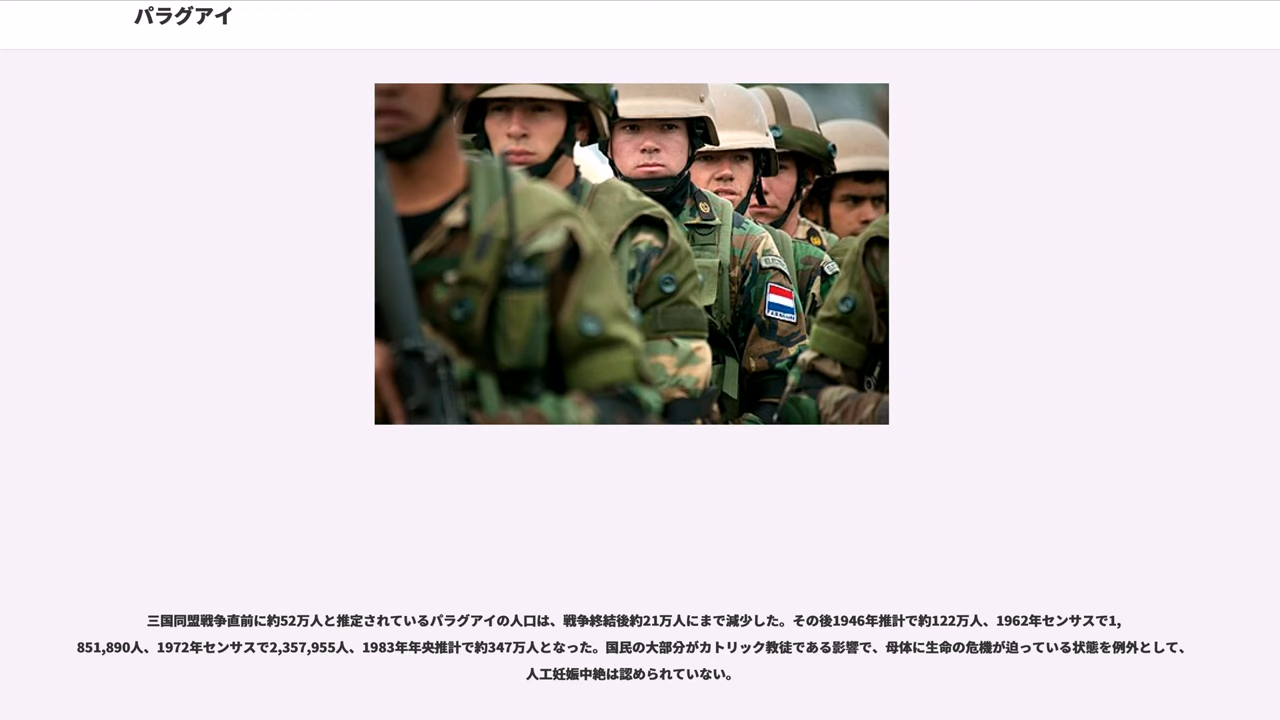 パラグアイ
三国同盟戦争直前に約52万人と推定されているパラグアイの人口は、戦争終結後約21万人にまで減少した。その後1946年推計で約122万人、1962年センサスで1,
851,890人、1972年センサスで2,357,955人、1983年年央推計で約347万人となった。国民の大部分がカトリック教徒である影響で、母体に生命の危機が迫っている状態を例外として、
人工妊娠中絶は認められていない。